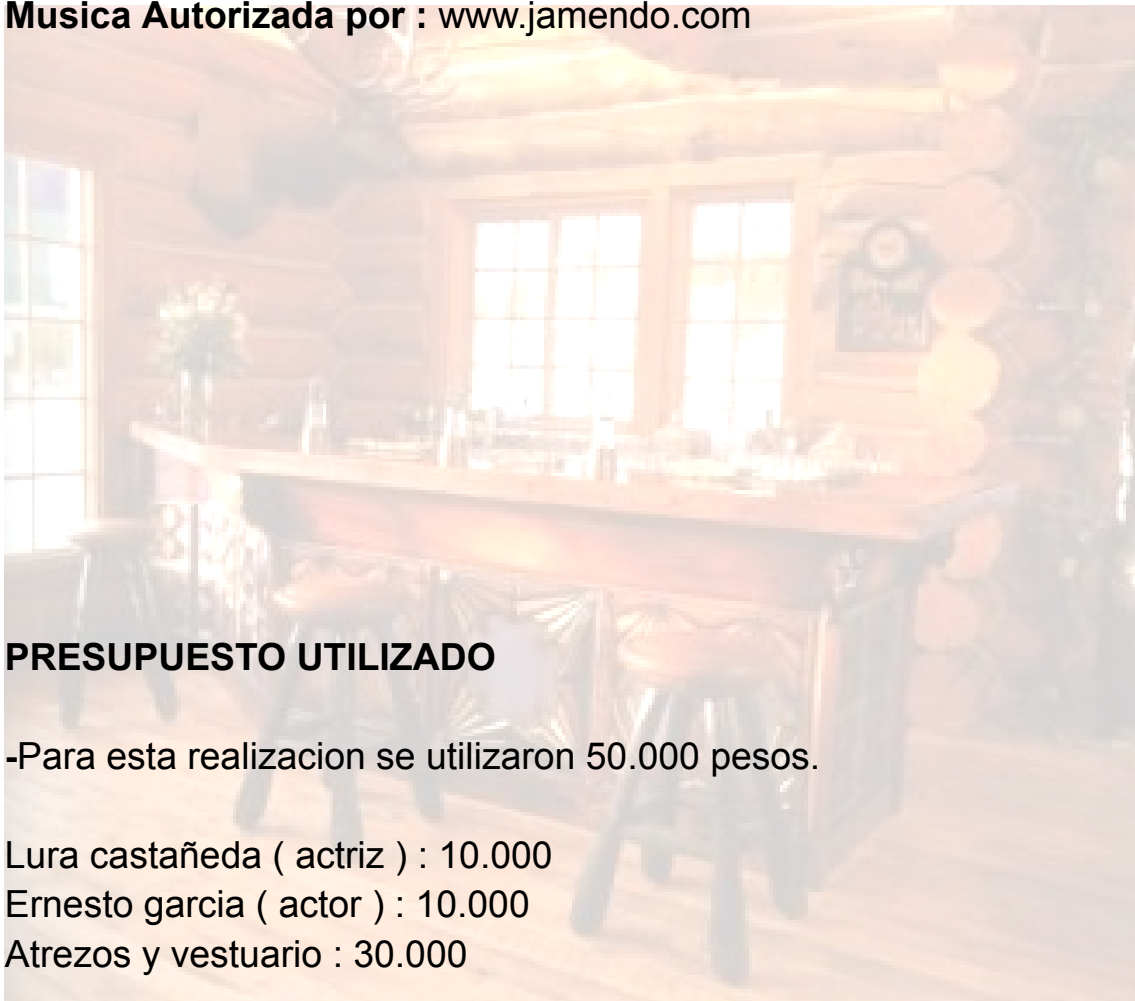 Musica Autorizada por : www.jamendo.com
PRESUPUESTO UTILIZADO
-Para esta realizacion se utilizaron 50.000 pesos.
Lura castañeda ( actriz ) : 10.000
Ernesto garcia ( actor ) : 10.000
Atrezos y vestuario : 30.000